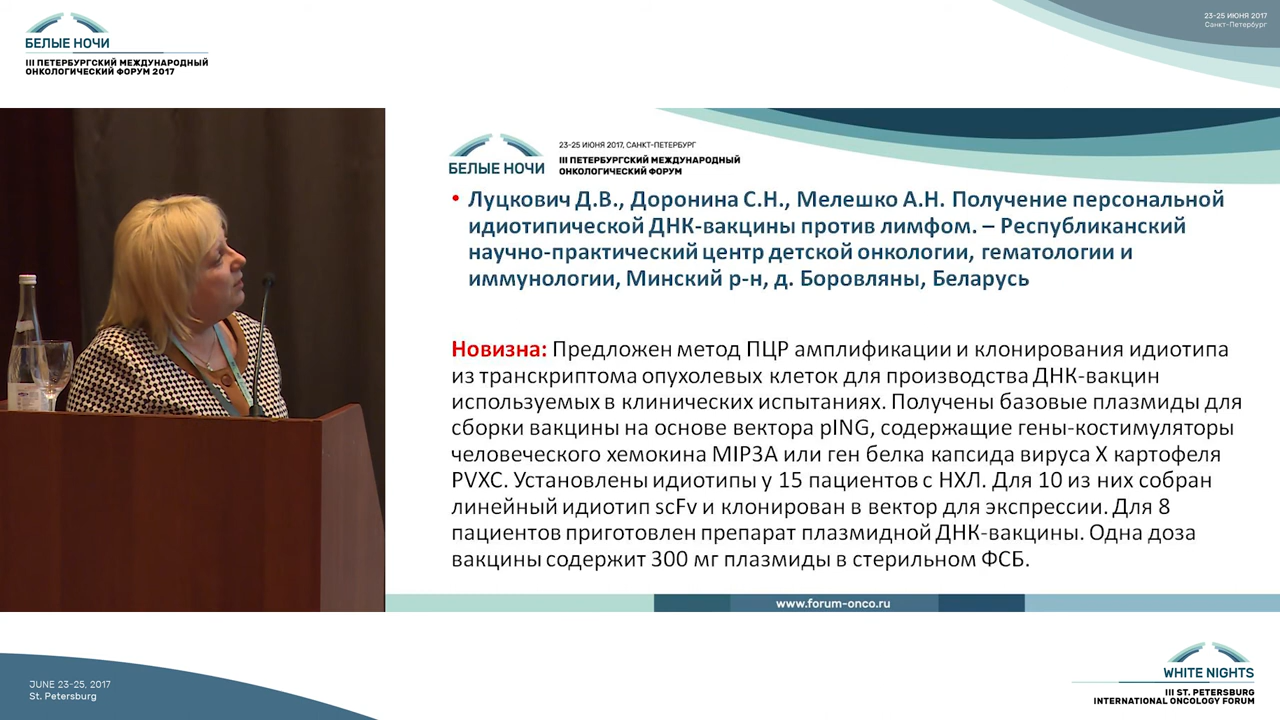 БЕЛЫЕ НОЧИ
III ПЕТЕРБУРГСКИЙ МЕЖДУНАРОДНЫЙ
ОНКОЛОГИЧЕСКИЙ ФОРУМ 2017
23-25 ИЮНЯ 2017
Санкт-Петербург
БЕЛЫЕ НОЧИ
23-25 ИЮНЯ 2017, САНКТ-ПЕТЕРБУРГ
III ПЕТЕРБУРГСКИЙ МЕЖДУНАРОДНЫЙ
ОНКОЛОГИЧЕСКИЙ ФОРУМ
• Луцкович Д.В., Доронина С.Н., Мелешко А.Н. Получение персональной
идиотипической ДНК-вакцины против лимфом. – Республиканский
научно-практический центр детской онкологии, гематологии и
иммунологии, Минский р-н, д. Боровляны, Беларусь
Новизна: Предложен метод ПЦР амплификации и клонирования идиотипа
из транскриптома опухолевых клеток для производства ДНК-вакцин
используемых в клинических испытаниях. Получены базовые плазмиды для
сборки вакцины на основе вектора pING, содержащие гены-костимуляторы
человеческого хемокина MIP3A или ген белка капсида вируса X картофеля
PVXC. Установлены идиотипы у 15 пациентов с НХЛ. Для 10 из них собран
линейный идиотип scFv и клонирован в вектор для экспрессии. Для 8
пациентов приготовлен препарат плазмидной ДНК-вакцины. Одна доза
вакцины содержит 300 мг плазмиды в стерильном ФСБ.
www.forum-onco.ru
JUNE 23-25, 2017
St. Petersburg
WHITE NIGHTS
III ST. PETERSBURG
INTERNATIONAL ONCOLOGY FORUM